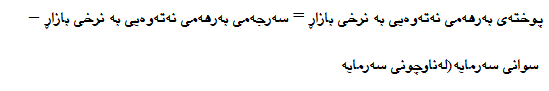 پوختەی بەرهەمی نەتەوەیی بە نرخی بازاڕ = سەرجەمی بەرهەمی نەتەوەیی بە نرخی بازاڕ –
سوانی سەرمایە(لەناوچونی سەرمایە